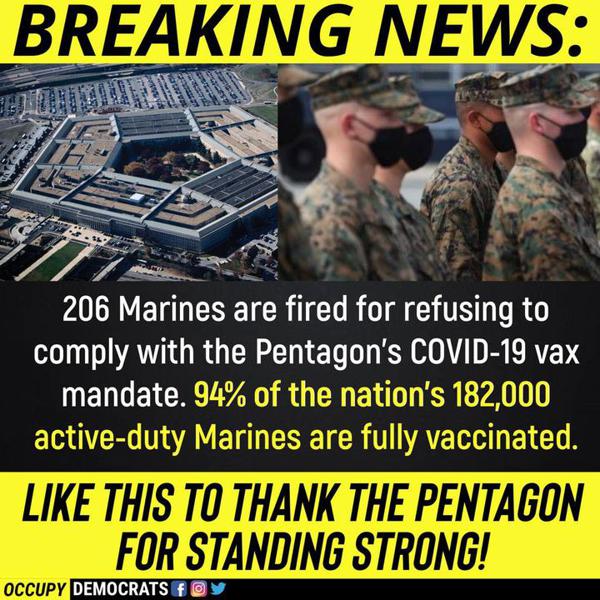 BREAKING NEWS:
206 Marines are fired for refusing to
comply with the Pentagon's COVID-19 vax
mandate. 94% of the nation's 182,000
active-duty Marines are fully vaccinated.
LIKE THIS TO THANK THE PENTAGON
FOR STANDING STRONG!
OCCUPY DEMOCRATS